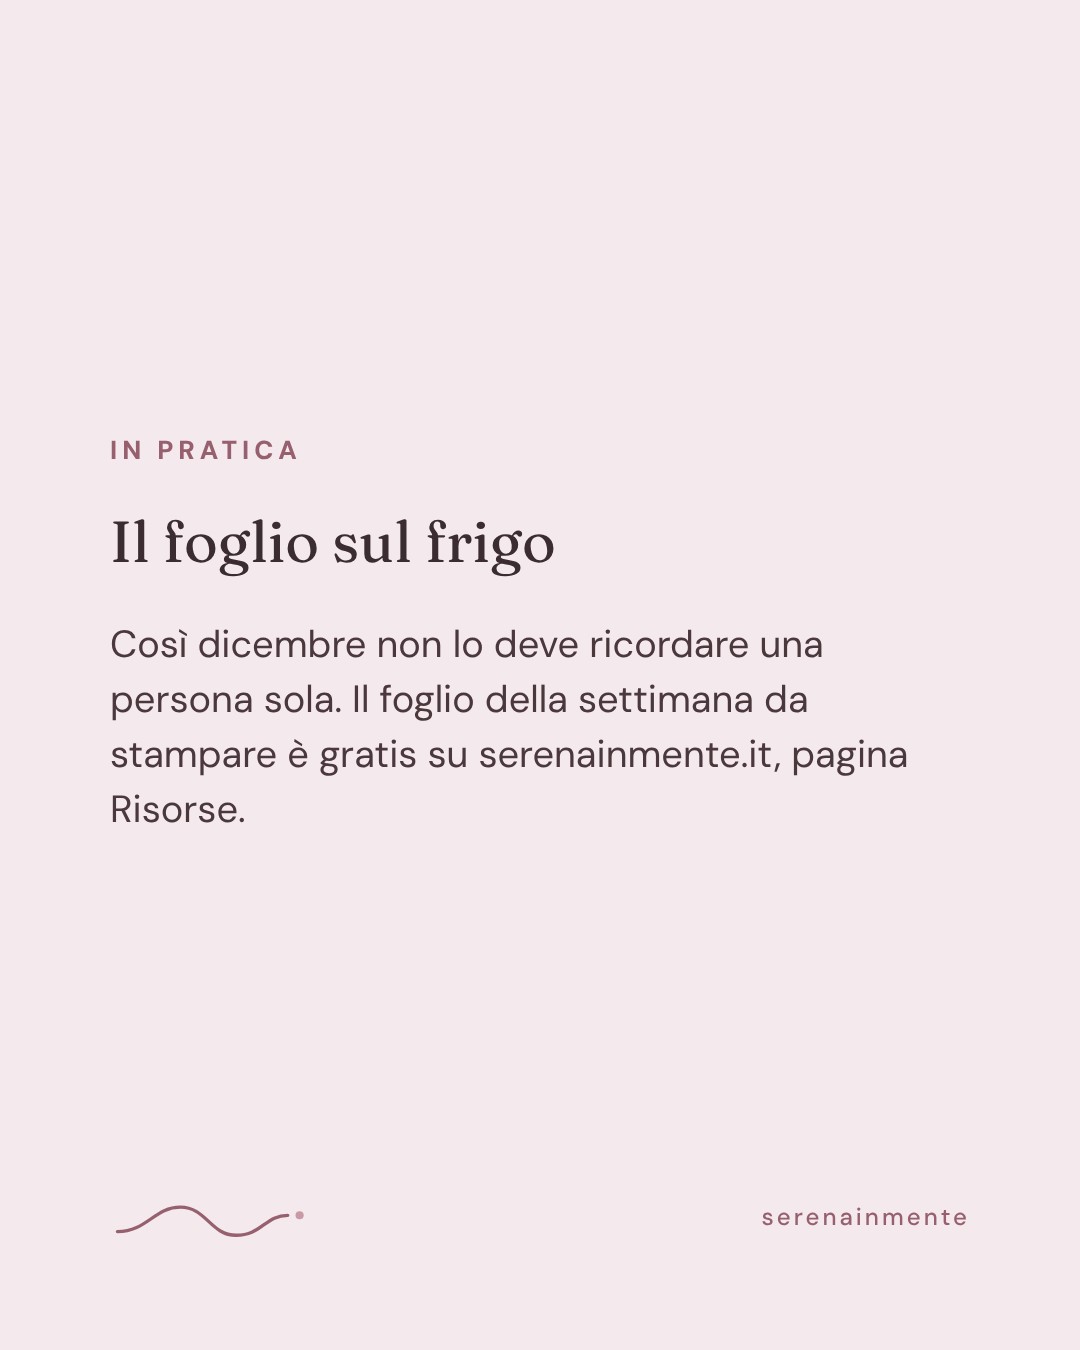 IN PRATICA
Il foglio sul frigo
Così dicembre non lo deve ricordare una
persona sola. Il foglio della settimana da
stampare è gratis su serenainmente.it, pagina
Risorse.
serenainmente